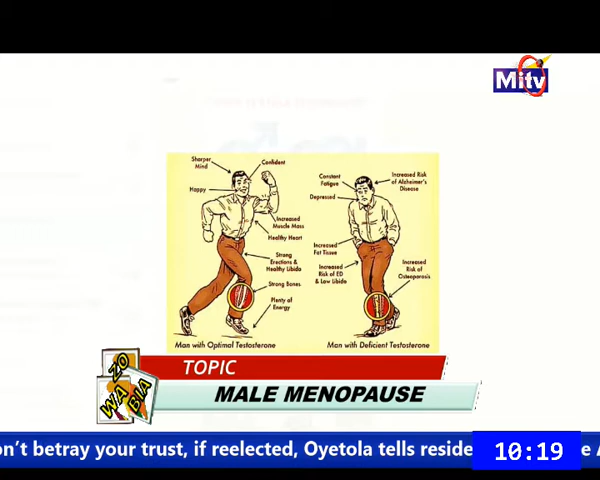 Mitv
Sharper
Mind
Confident
Happy
Increased
Muscle Mass
Healthy Heart
Strong
Erections &
Healthy Libido
Strong Bones
Plenty of
Energy
Man with Optimal Testosterone
Constant
Fatigue
Increased Risk
of Alzheimer's
Disease
Depressed
Increased
Fat Tissue
Increased
Risk of ED
& Low Libido
Increased
Risk of
Osteoporosis
Man with Deficient Testosterone
ZO
WA
BIA
TOPIC
MALE MENOPAUSE
on't betray your trust, if reelected, Oyetola tells reside
10:19
e A